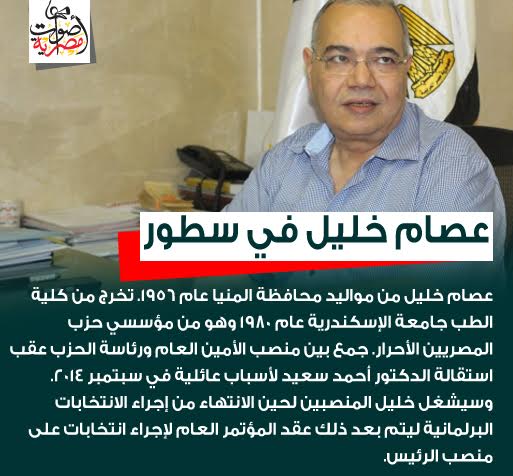 معا
أصوات
مصرية
عصام خليل في سطور
عصام خليل من مواليد محافظة المنيا عام ١٩٥٦. تخرج من كلية
الطب جامعة الإسكندرية عام ١٩٨٠ وهو من مؤسسي حزب
المصريين الأحرار. جمع بين منصب الأمين العام ورئاسة الحزب عقب
استقالة الدكتور أحمد سعيد لأسباب عائلية في سبتمبر ٢٠١٤.
وسيشغل خليل المنصبين لحين الانتهاء من إجراء الانتخابات
البرلمانية ليتم بعد ذلك عقد المؤتمر العام لإجراء انتخابات على
منصب الرئيس.